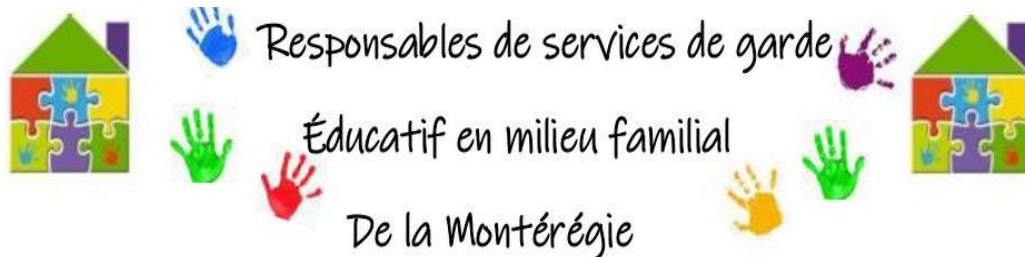 Responsables de services de garde
Éducatif en milieu familial
De la Montérégie